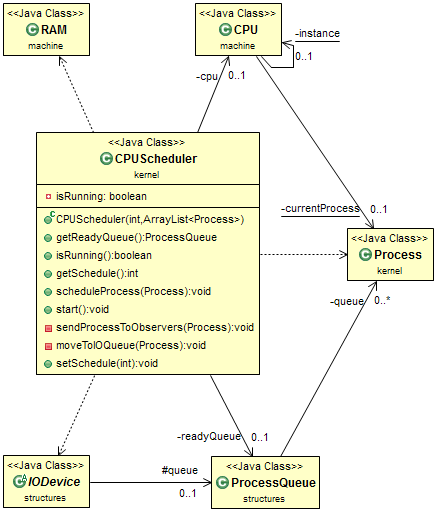 <<Java Class>>
RAM
machine
<<Java Class>>
CPU
machine
-instance
0..1
-cpu
0..1
<<Java Class>>
CPUScheduler
kernel
isRunning: boolean
CPUScheduler(int,ArrayList<Process>)
getReadyQueue():ProcessQueue
isRunning():boolean
getSchedule():int
scheduleProcess(Process):void
start():void
sendProcessToObservers(Process):void
moveToIOQueue(Process):void
setSchedule(int):void
-currentProcess
0..1
<<Java Class>>
Process
kernel
-queue
0..*
-readyQueue
0..1
<<Java Class>>
IODevice
structures
#queue
0..1
<<Java Class>>
ProcessQueue
structures